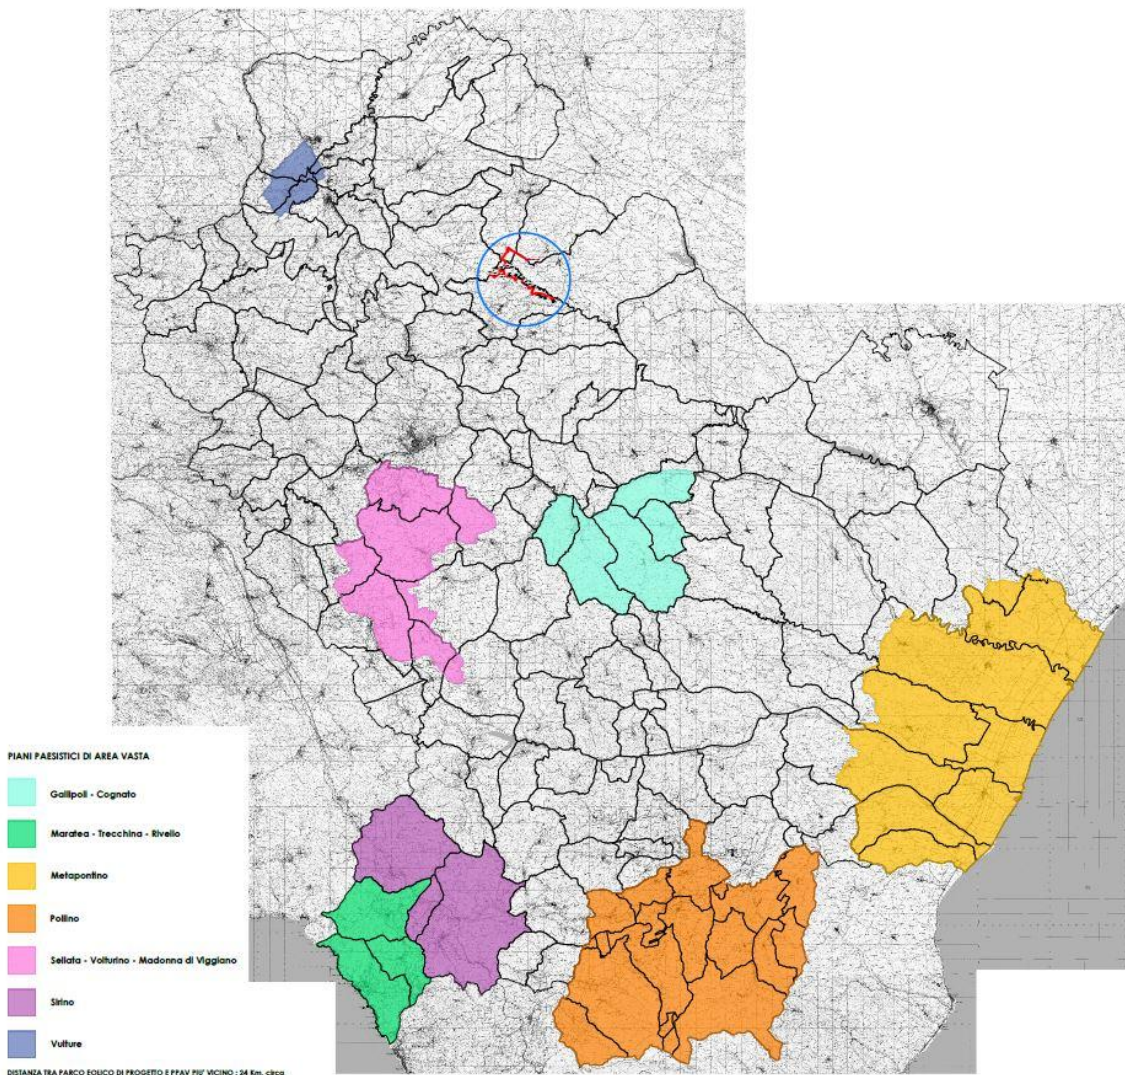 PIANI PAESISTICI DI AREA VASTA
Gallipoli - Cognato
Maratea - Trecchina - Rivello
Metapontino
Pollino
Sellata - Volturino - Madonna di Viggiano
Sirino
Vulture
DISTANZA TRA PARCO EOLICO DI PROGETTO E PPAV PIU' VICINO : 24 Km. circa